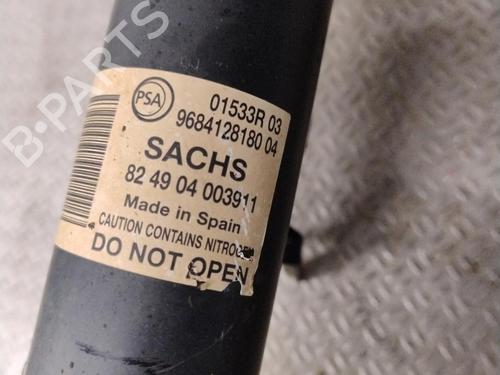 B-PARTS
PSA
01533R 03
9684128180 04
SACHS
82 49 04 003911
Made in Spain
CAUTION CONTAINS NITROGEN
DO NOT OPEN